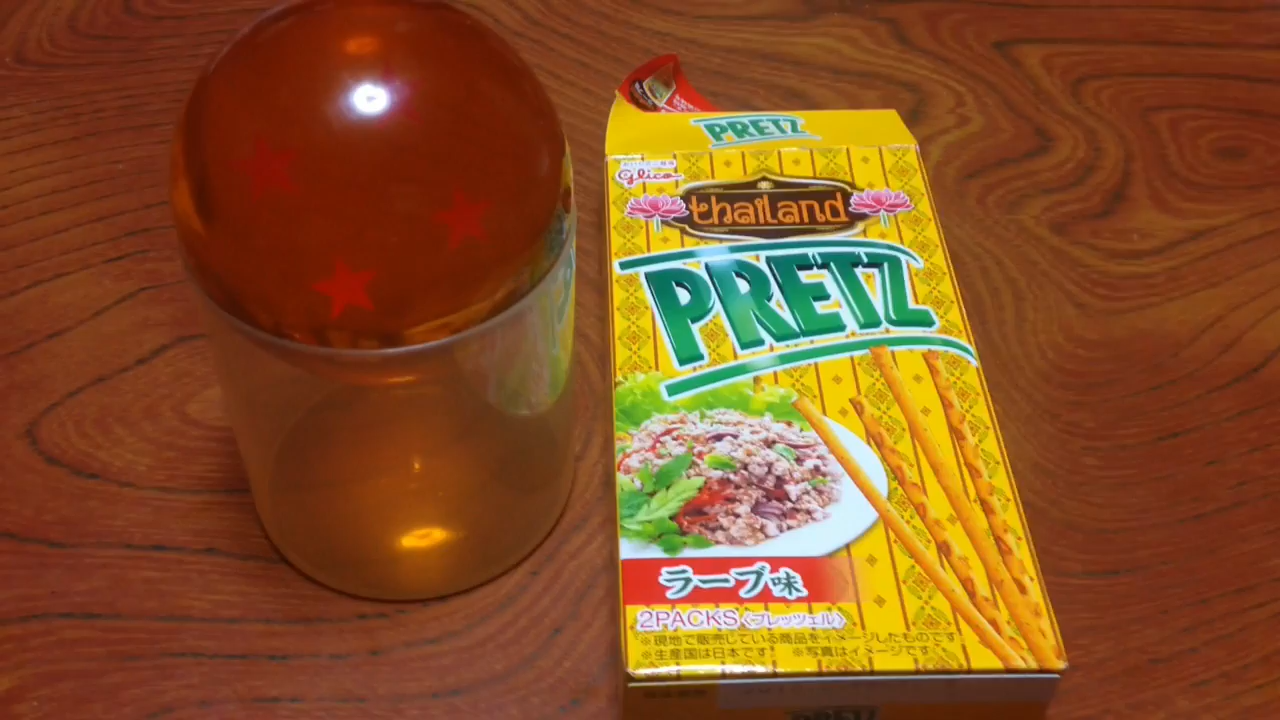 PRETZ
glico
thailand
PRETZ
ラーブ味
2PACKS〈プレッツェル〉
※現地で販売している商品をイメージしたものです
※生産国は日本です ※写真はイメージです